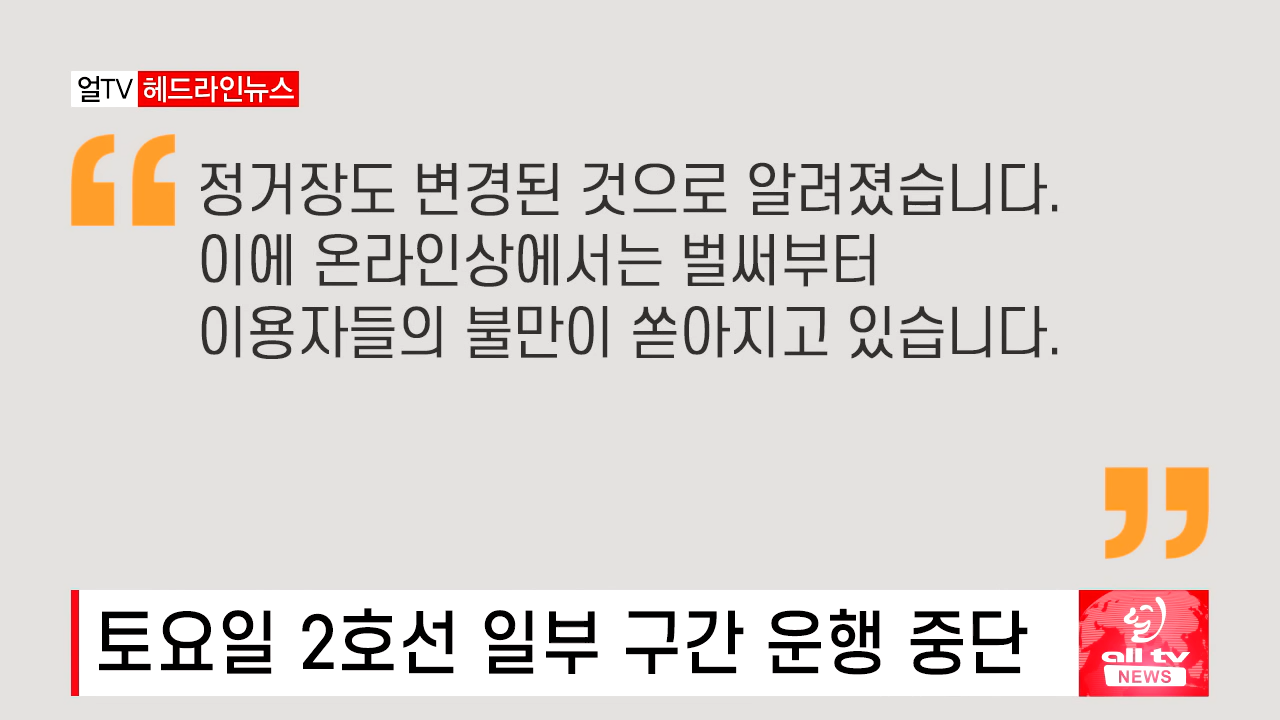 얼TV 헤드라인뉴스
“정거장도 변경된 것으로 알려졌습니다.
이에 온라인상에서는 벌써부터
이용자들의 불만이 쏟아지고 있습니다.”
토요일 2호선 일부 구간 운행 중단
얼
all tv
NEWS